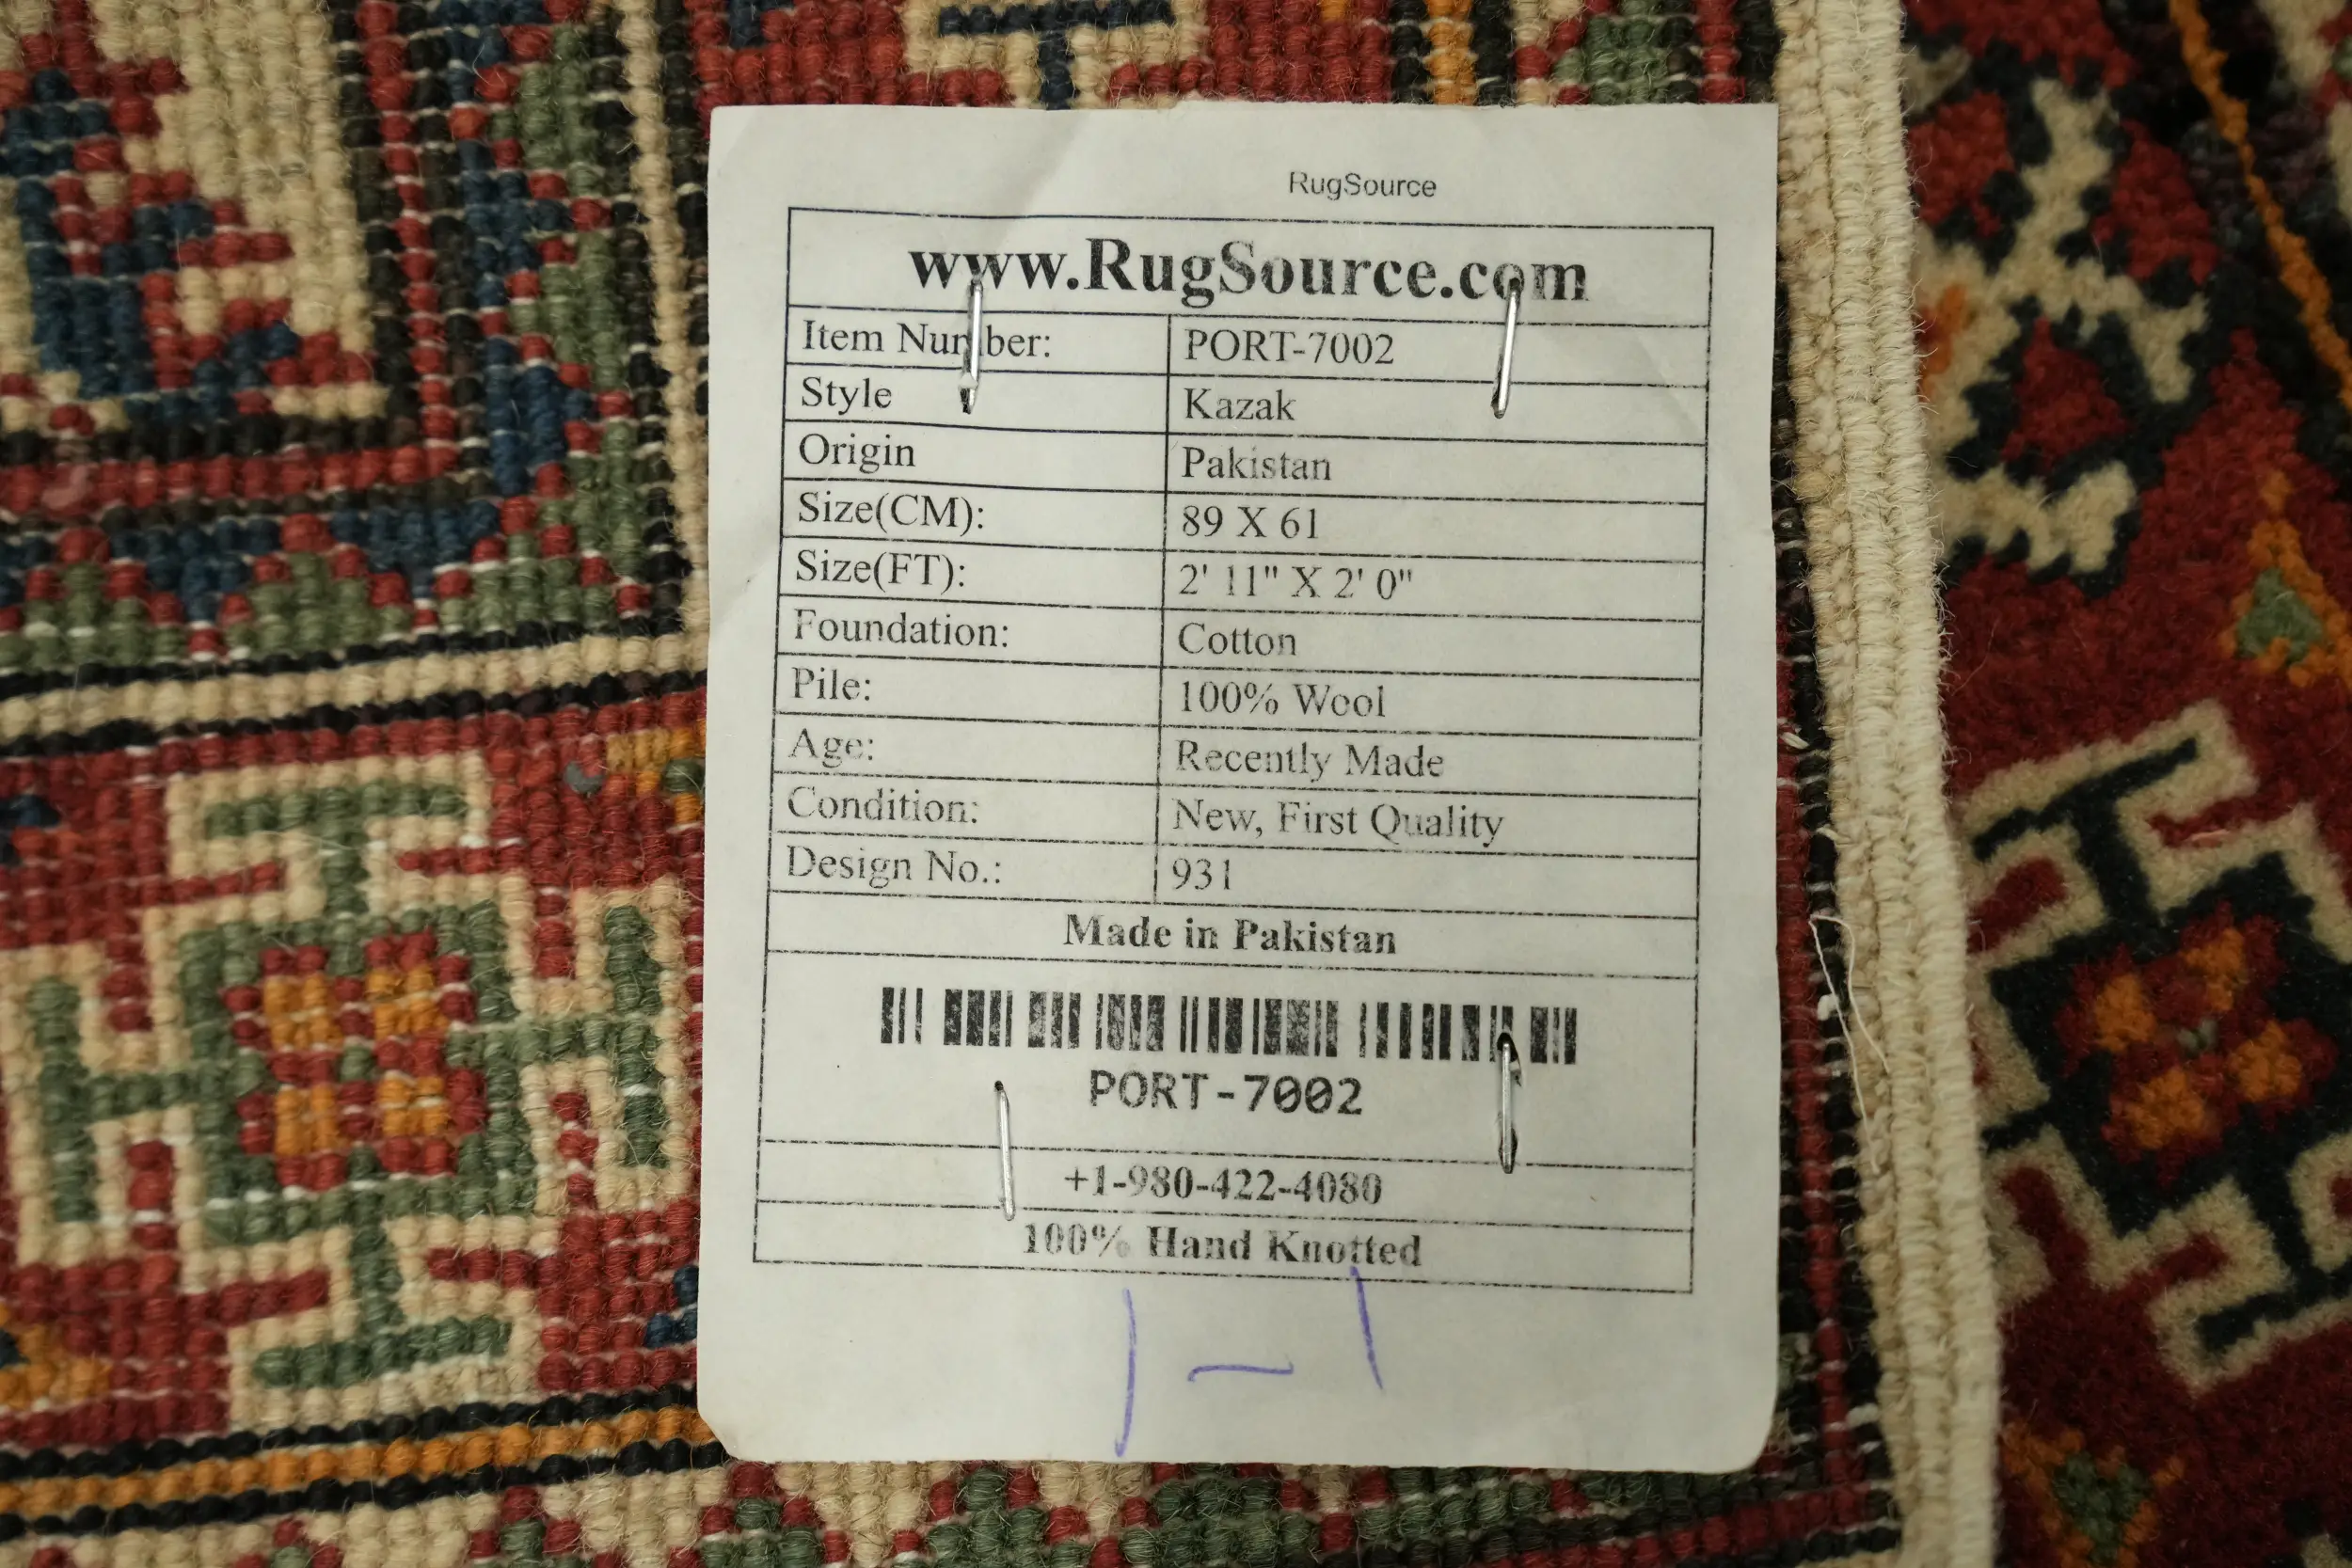 RugSource
www.RugSource.com
Item Number: PORT-7002
Style Kazak
Origin Pakistan
Size(CM): 89 X 61
Size(FT): 2' 11" X 2' 0"
Foundation: Cotton
Pile: 100% Wool
Age: Recently Made
Condition: New, First Quality
Design No.: 931
Made in Pakistan
PORT-7002
+1-980-422-4080
100% Hand Knotted
1-1